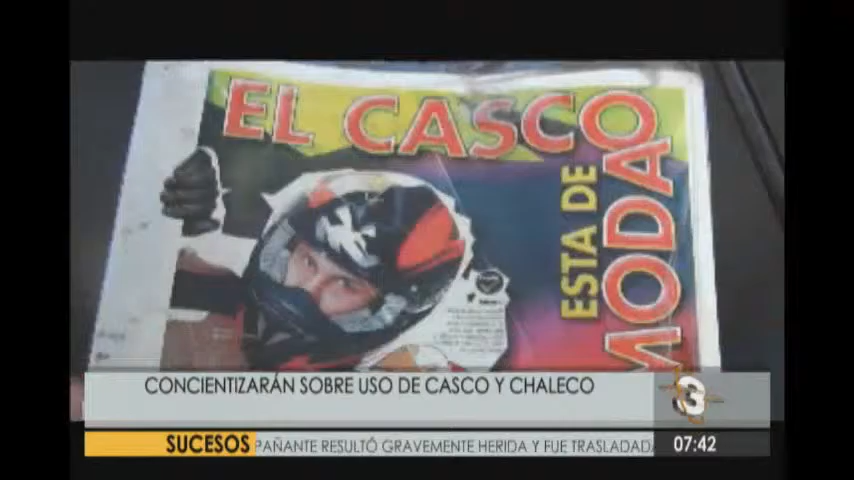 EL CASCO
ESTA DE
MODA
CONCIENTIZARÁN SOBRE USO DE CASCO Y CHALECO
3
SUCESOS
PAÑANTE RESULTÓ GRAVEMENTE HERIDA Y FUE TRASLADAD
07:42